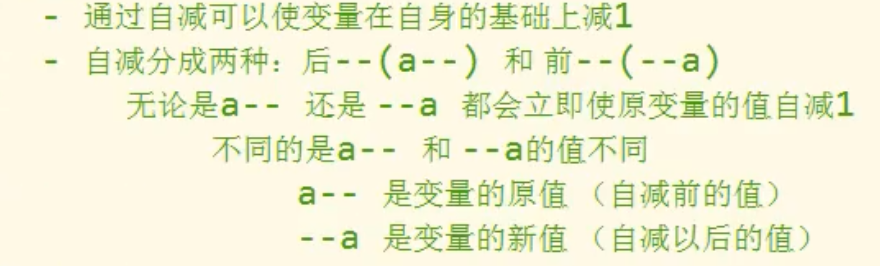 - 通过自减可以使变量在自身的基础上减1
- 自减分成两种：后--(a--) 和 前--(--a)
无论是a-- 还是 --a 都会立即使原变量的值自减1
不同的是a-- 和 --a的值不同
a-- 是变量的原值 （自减前的值）
--a 是变量的新值 （自减以后的值）